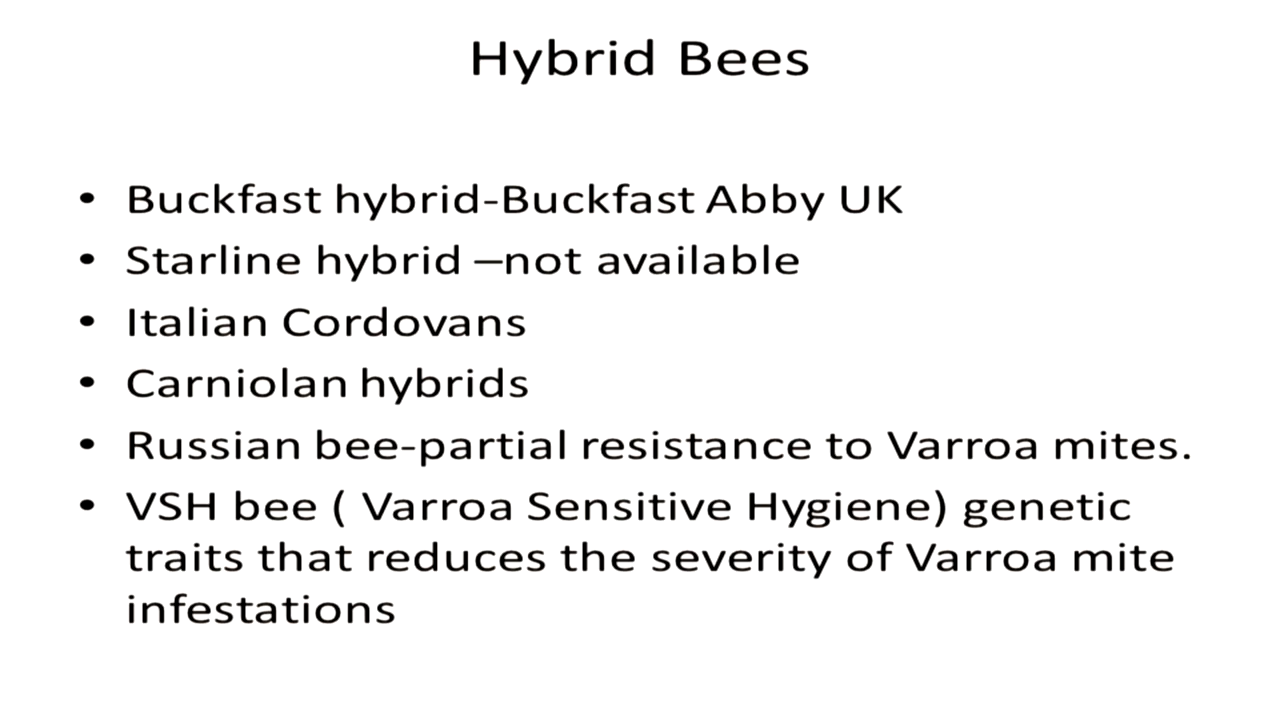 Hybrid Bees
• Buckfast hybrid-Buckfast Abby UK
• Starline hybrid –not available
• Italian Cordovans
• Carniolan hybrids
• Russian bee-partial resistance to Varroa mites.
• VSH bee ( Varroa Sensitive Hygiene) genetic
traits that reduces the severity of Varroa mite
infestations